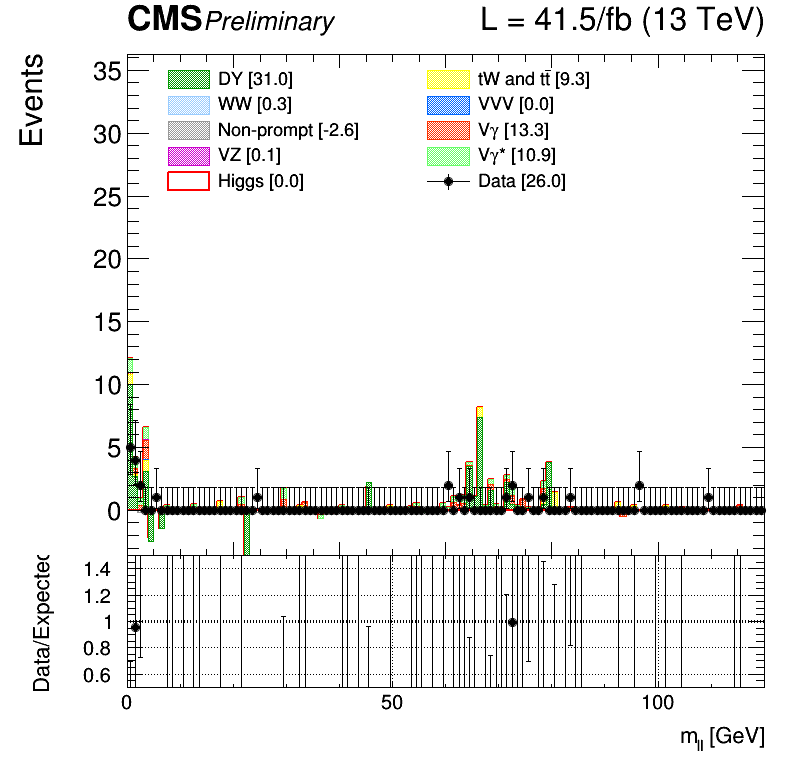 CMS Preliminary L = 41.5/fb (13 TeV)
Events
35
30
25
20
15
10
5
0
DY [31.0]
WW [0.3]
Non-prompt [-2.6]
VZ [0.1]
Higgs [0.0]
tW and tt̄ [9.3]
VVV [0.0]
Vγ [13.3]
Vγ* [10.9]
Data [26.0]
Data/Expected
1.4
1.2
1
0.8
0.6
0 50 100
m_ll [GeV]